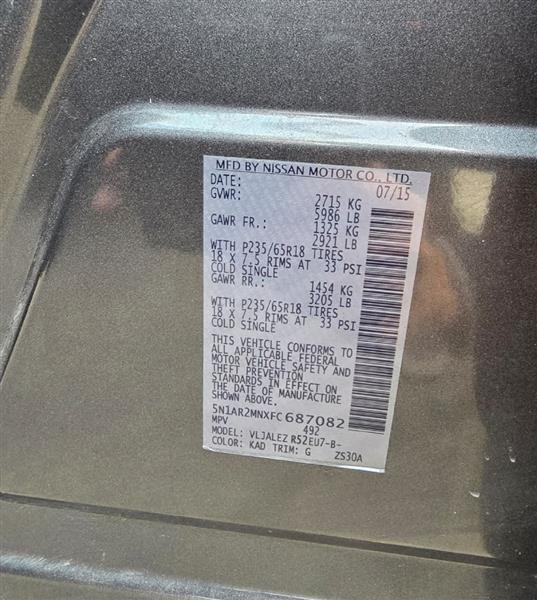 MFD BY NISSAN MOTOR CO., LTD.
DATE: 07/15
GVWR: 2715 KG
5986 LB
GAWR FR.: 1325 KG
2921 LB
WITH P235/65R18 TIRES
18 X 7.5 RIMS AT 33 PSI
COLD SINGLE
GAWR RR.: 1454 KG
3205 LB
WITH P235/65R18 TIRES
18 X 7.5 RIMS AT 33 PSI
COLD SINGLE
THIS VEHICLE CONFORMS TO
ALL APPLICABLE FEDERAL
MOTOR VEHICLE SAFETY AND
THEFT PREVENTION
STANDARDS IN EFFECT ON
THE DATE OF MANUFACTURE
SHOWN ABOVE.
5N1AR2MNXFC687082
MPV 492
MODEL: VLJALEZ R52EU7-B-
COLOR: KAD TRIM: G ZS30A